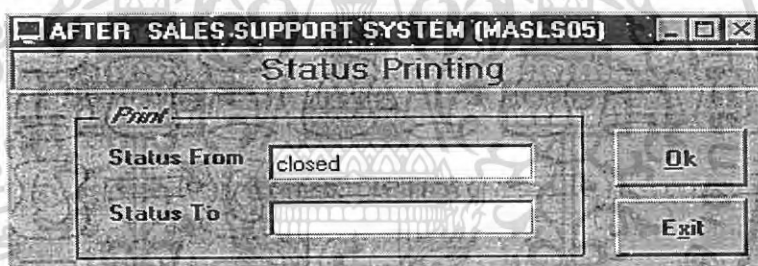 AFTER SALES SUPPORT SYSTEM (MASLS05)
Status Printing
Print
Status From closed Ok
Status To Exit